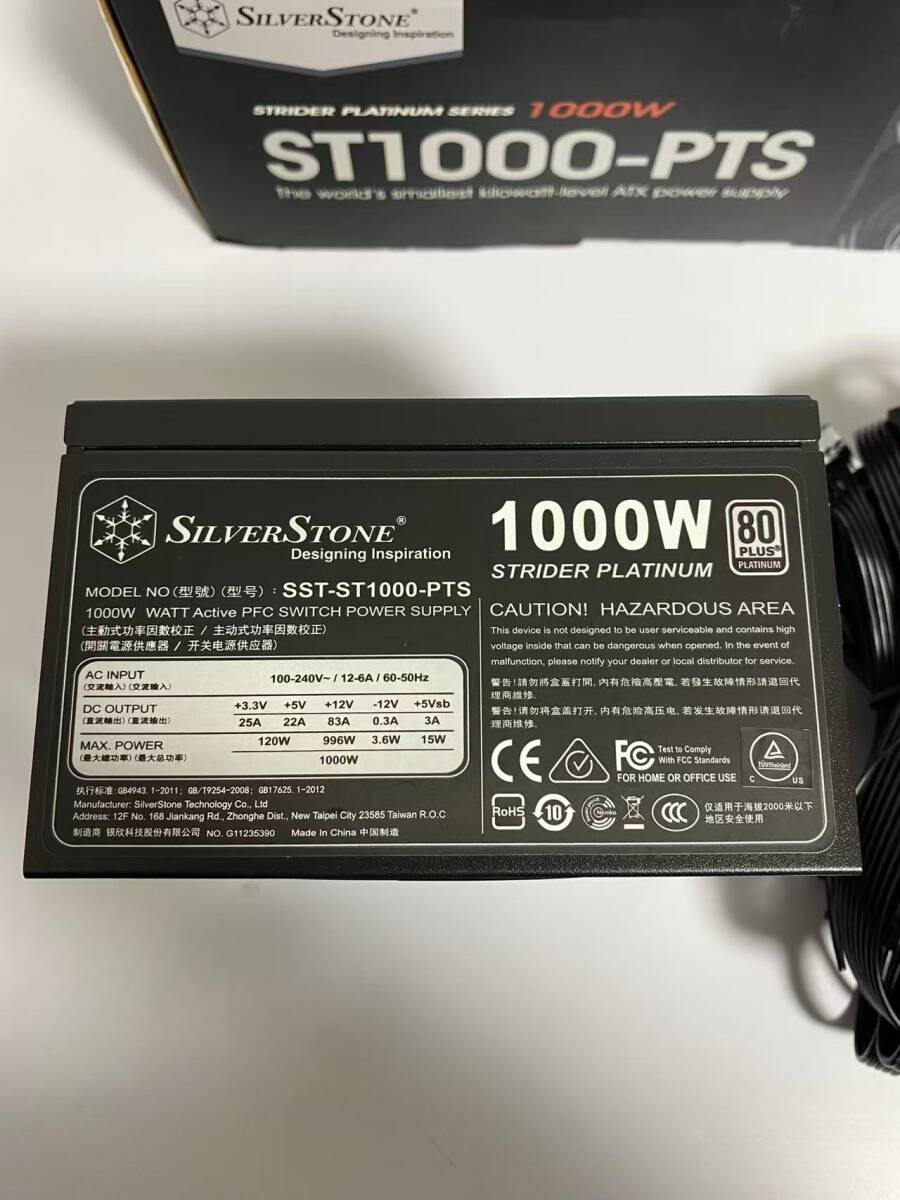 SILVERSTONE®
Designing Inspiration
STRIDER PLATINUM SERIES 1000W
ST1000-PTS
The world's smallest kilowatt-level ATX power supply
SILVERSTONE®
Designing Inspiration
MODEL NO (型號) (型号) : SST-ST1000-PTS
1000W WATT Active PFC SWITCH POWER SUPPLY
(主動式功率因數校正 / 主动式功率因数校正)
(開關電源供應器 / 开关电源供应器)
AC INPUT
(交流輸入) (交流输入)
100-240V~ / 12-6A / 60-50Hz
DC OUTPUT
(直流輸出) (直流输出)
+3.3V +5V +12V -12V +5Vsb
25A 22A 83A 0.3A 3A
MAX. POWER
(最大總功率) (最大总功率)
120W 996W 3.6W 15W
1000W
执行标准: GB4943.1-2011; GB/T9254-2008; GB17625.1-2012
Manufacturer: SilverStone Technology Co., Ltd
Address: 12F No. 168 Jiankang Rd., Zhonghe Dist., New Taipei City 23585 Taiwan R.O.C
制造商 银欣科技股份有限公司 NO. G11235390 Made In China 中国制造
1000W
STRIDER PLATINUM
80
PLUS®
PLATINUM
CAUTION! HAZARDOUS AREA
This device is not designed to be user serviceable and contains high
voltage inside that can be dangerous when opened. In the event of
malfunction, please notify your dealer or local distributor for service.
警告!請勿將盒蓋打開, 内有危險高壓電, 若發生故障情形請退回代
理商維修.
警告!请勿将盒盖打开, 内有危险高压电, 若发生故障情形请退回代
理商维修.
CE
FC Test to Comply
With FCC Standards
FOR HOME OR OFFICE USE
TÜVRheinland
C US
RoHS
10
Nemko
CCC
仅适用于海拔2000米以下
地区安全使用